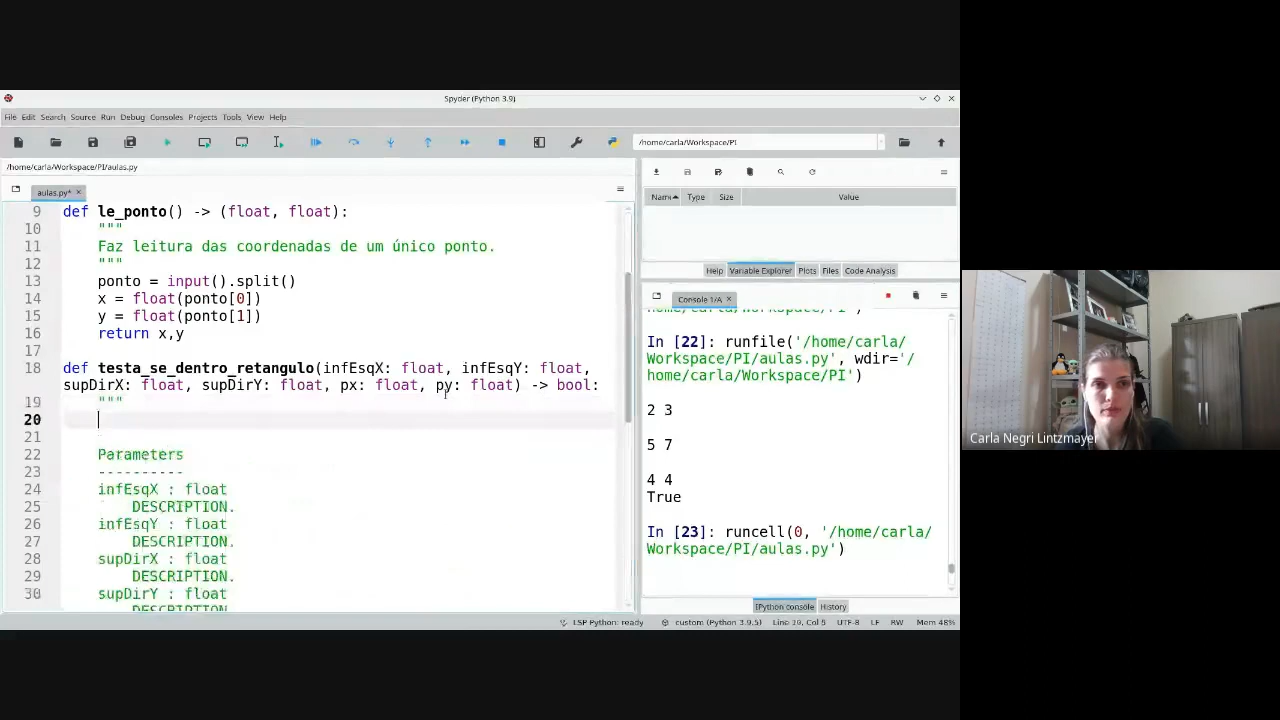 Spyder (Python 3.9)
File Edit Search Source Run Debug Consoles Projects Tools View Help
/home/carla/Workspace/PI
/home/carla/Workspace/PI/aulas.py
aulas.py*
9 def le_ponto() -> (float, float):
10 """
11 Faz leitura das coordenadas de um único ponto.
12 """
13 ponto = input().split()
14 x = float(ponto[0])
15 y = float(ponto[1])
16 return x,y
17
18 def testa_se_dentro_retangulo(infEsqX: float, infEsqY: float,
supDirX: float, supDirY: float, px: float, py: float) -> bool:
19 """
20
21
22 Parameters
23 ----------
24 infEsqX : float
25 DESCRIPTION.
26 infEsqY : float
27 DESCRIPTION.
28 supDirX : float
29 DESCRIPTION.
30 supDirY : float
DESCRIPTION.
Name Type Size Value
Help Variable Explorer Plots Files Code Analysis
Console 1/A
home/carla/Workspace/PI')
In [22]: runfile('/home/carla/
Workspace/PI/aulas.py', wdir='/
home/carla/Workspace/PI')
2 3
5 7
4 4
True
In [23]: runcell(0, '/home/carla/
Workspace/PI/aulas.py')
IPython console History
LSP Python: ready custom (Python 3.9.5) Line 19, Col 5 UTF-8 LF RW Mem 48%
Carla Negri Lintzmayer